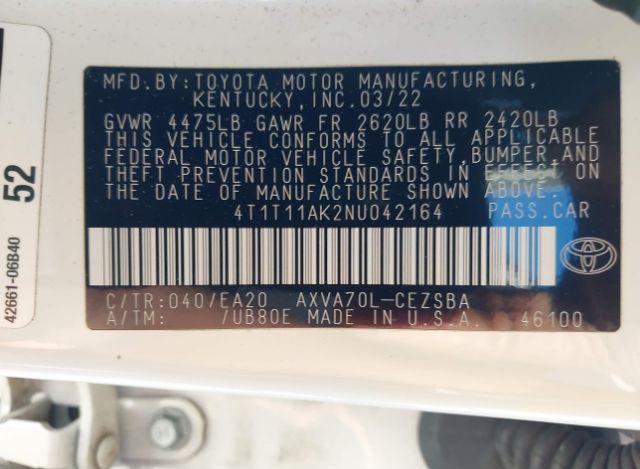 MFD.BY:TOYOTA MOTOR MANUFACTURING,
KENTUCKY,INC.03/22
GVWR 4475LB GAWR FR 2620LB RR 2420LB
THIS VEHICLE CONFORMS TO ALL APPLICABLE
FEDERAL MOTOR VEHICLE SAFETY,BUMPER,AND
THEFT PREVENTION STANDARDS IN EFFECT ON
THE DATE OF MANUFACTURE SHOWN ABOVE.
4T1T11AK2NU042164 PASS.CAR
C/TR:040/EA20 AXVA70L-CEZSBA
A/TM: /UB80E MADE IN U.S.A. 46100
52
42661-06B40